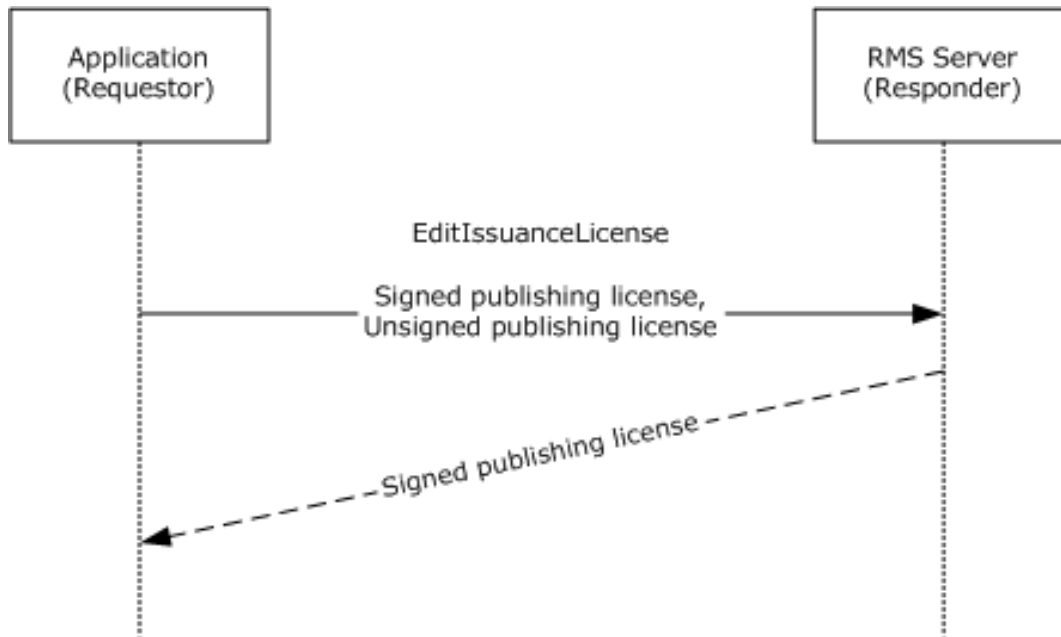 Application
(Requestor)
RMS Server
(Responder)
EditIssuanceLicense
Signed publishing license,
Unsigned publishing license
Signed publishing license